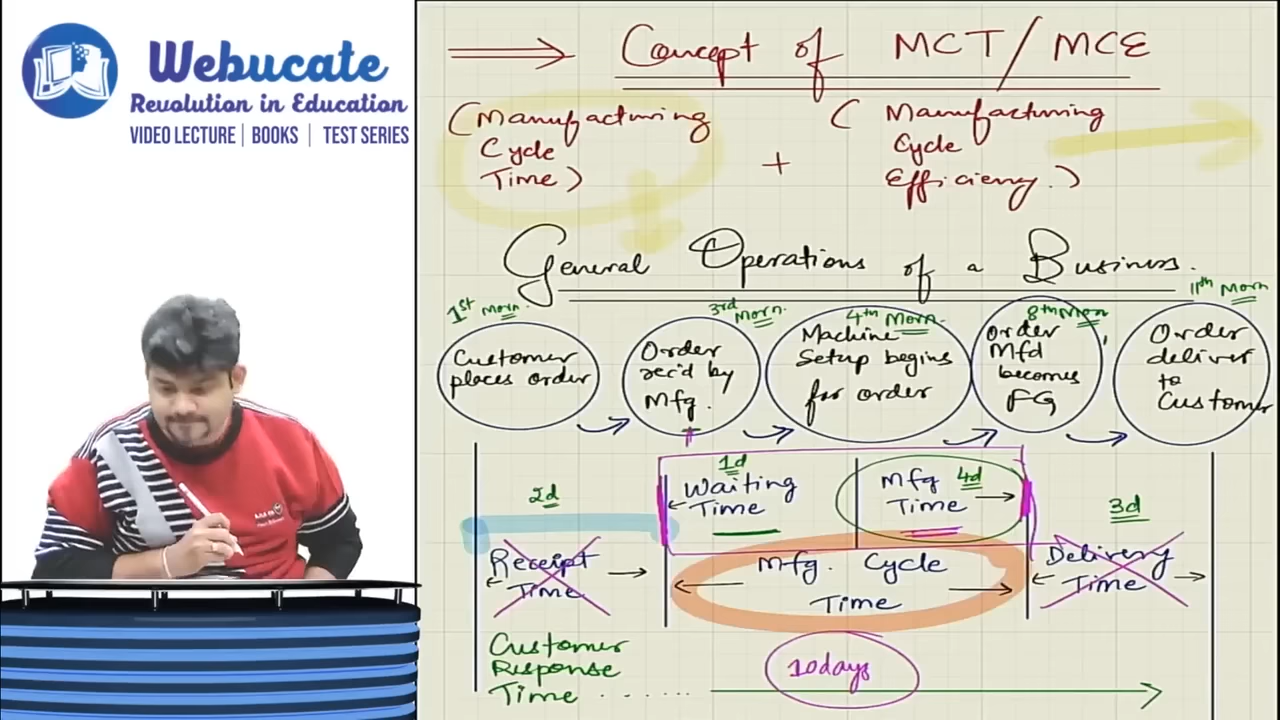 Webucate
Revolution in Education
VIDEO LECTURE | BOOKS | TEST SERIES
Concept of MCT / MCE
(Manufacturing
Cycle
Time)
+
( Manufacturing
Cycle
Efficiency.)
General Operations of a Business.
1st Morn.
3rd Morn.
4th Morn.
8th Morn,
11th Morn
Customer
places order
Order
rec'd by
Mfg.
Machine
Setup begins
for order
Order
Mfd
becomes
FG
Order
deliver
to
Customer
2d
1d
Waiting
Time
Mfg 4d
Time
3d
Receipt
Time
Mfg. Cycle
Time
Delivery
Time
Customer
Response
Time ......
10days